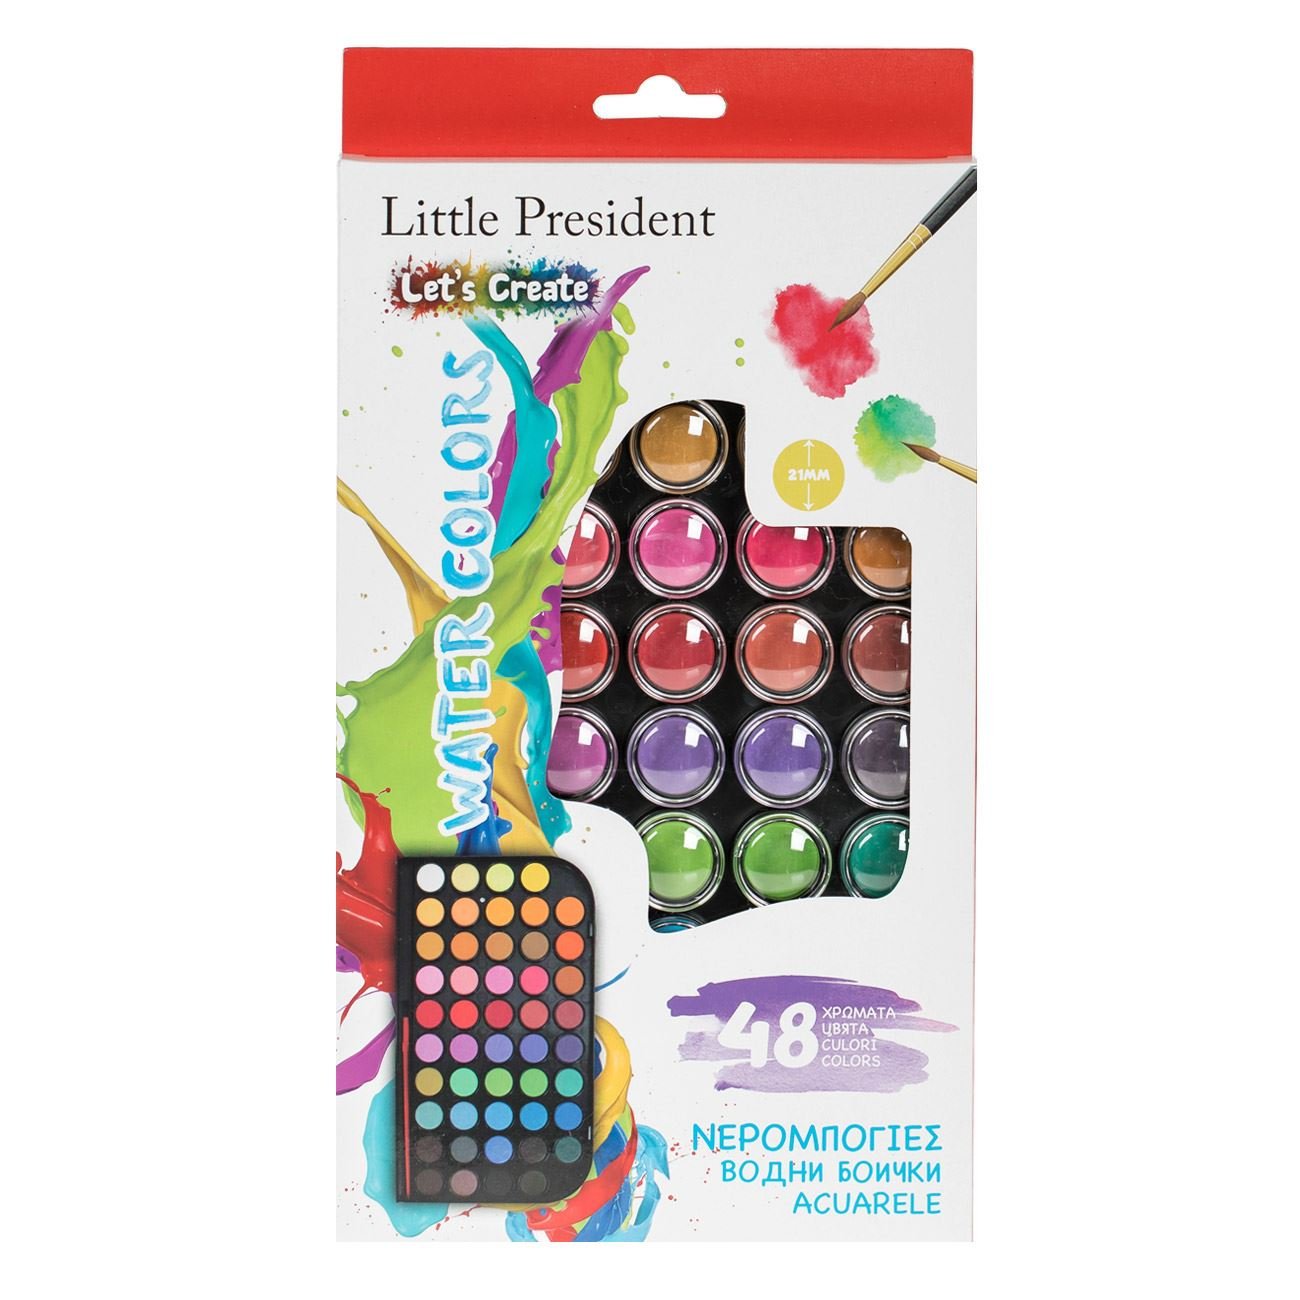 Little President
Let's Create
WATER COLORS
21MM
48
ΧΡΩΜΑΤΑ
ЦВЯТА
CULORI
COLORS
ΝΕΡΟΜΠΟΓΙΕΣ
ВОДНИ БОИЧКИ
ACUARELE